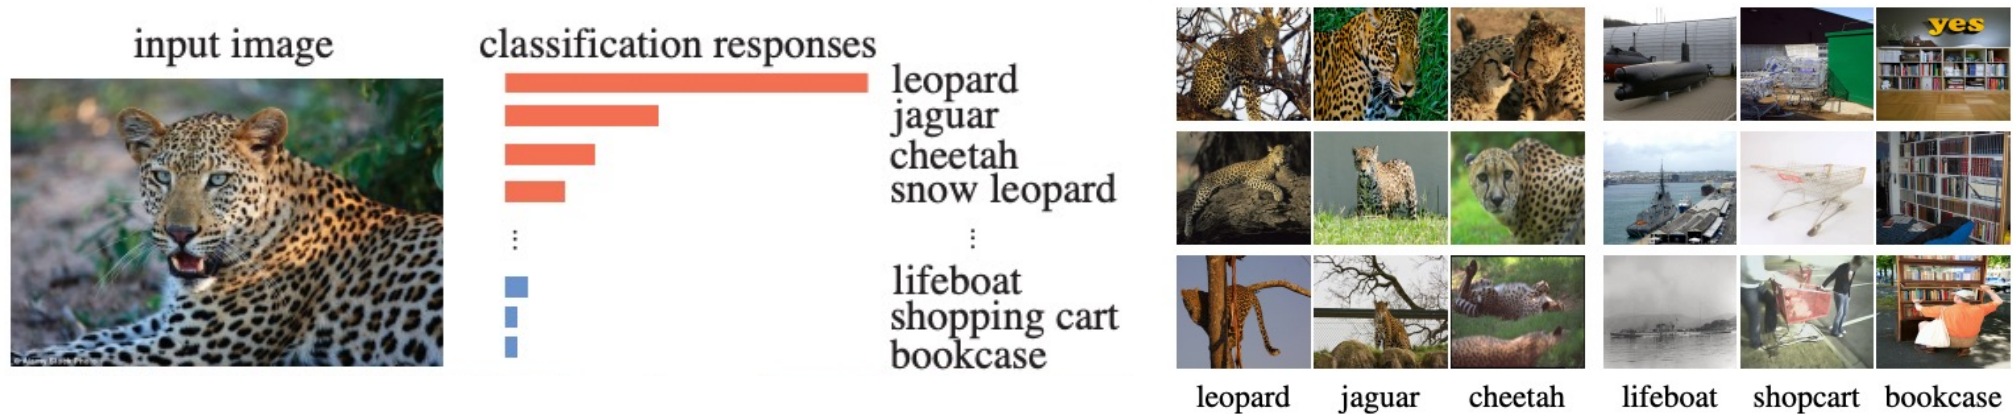 input image
classification responses
leopard
jaguar
cheetah
snow leopard
lifeboat
shopping cart
bookcase
yes
leopard jaguar cheetah lifeboat shopcart bookcase